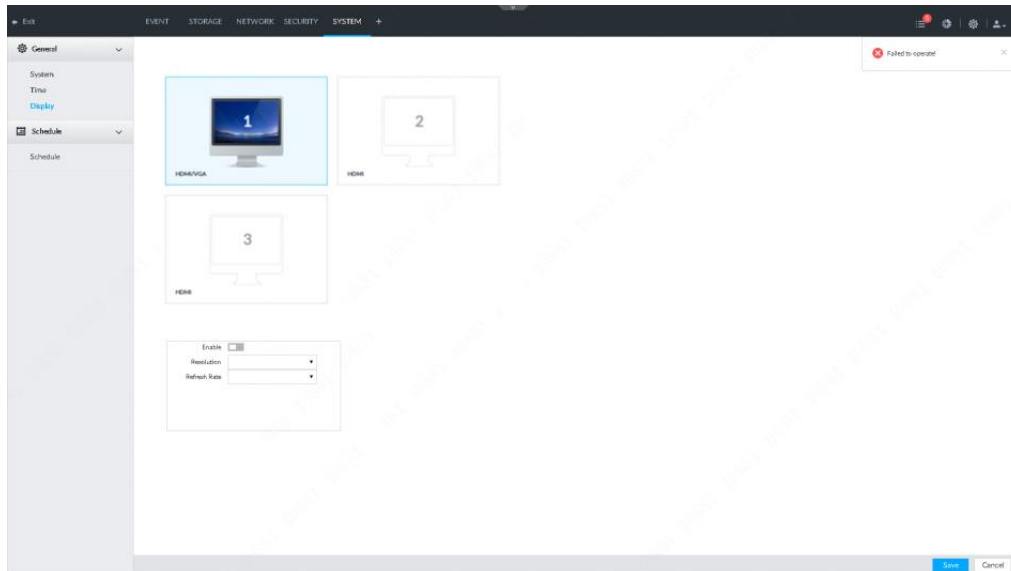 Exit
EVENT STORAGE NETWORK SECURITY SYSTEM +
General
System
Time
Display
Schedule
Schedule
Failed to operate!
1
HDMI/VGA
2
HDMI
3
HDMI
Enable
Resolution
Refresh Rate
Save Cancel